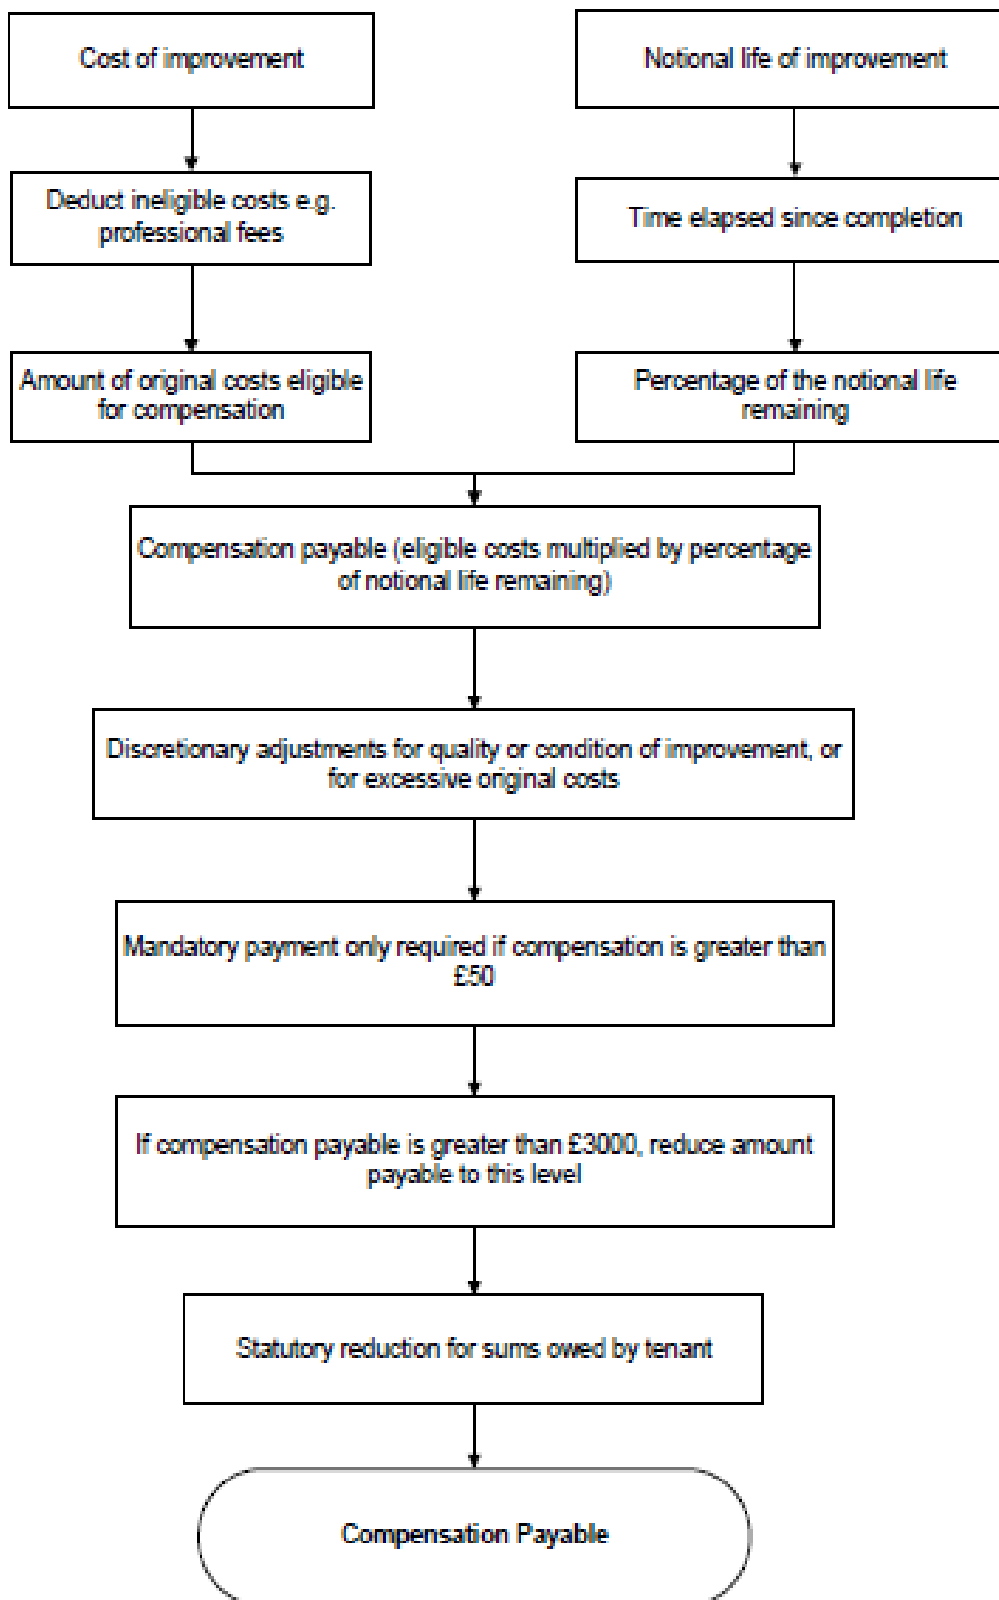 Cost of improvement
Notional life of improvement
Deduct ineligible costs e.g.
professional fees
Time elapsed since completion
Amount of original costs eligible
for compensation
Percentage of the notional life
remaining
Compensation payable (eligible costs multiplied by percentage
of notional life remaining)
Discretionary adjustments for quality or condition of improvement, or
for excessive original costs
Mandatory payment only required if compensation is greater than
£50
If compensation payable is greater than £3000, reduce amount
payable to this level
Statutory reduction for sums owed by tenant
Compensation Payable